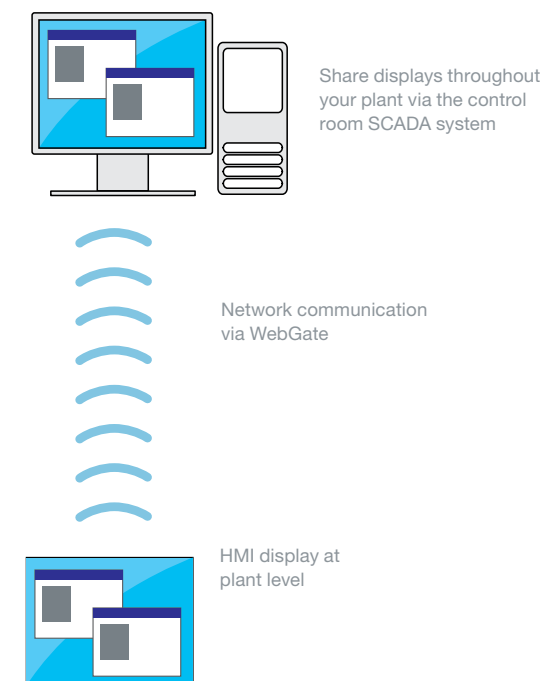 Share displays throughout
your plant via the control
room SCADA system
Network communication
via WebGate
HMI display at
plant level